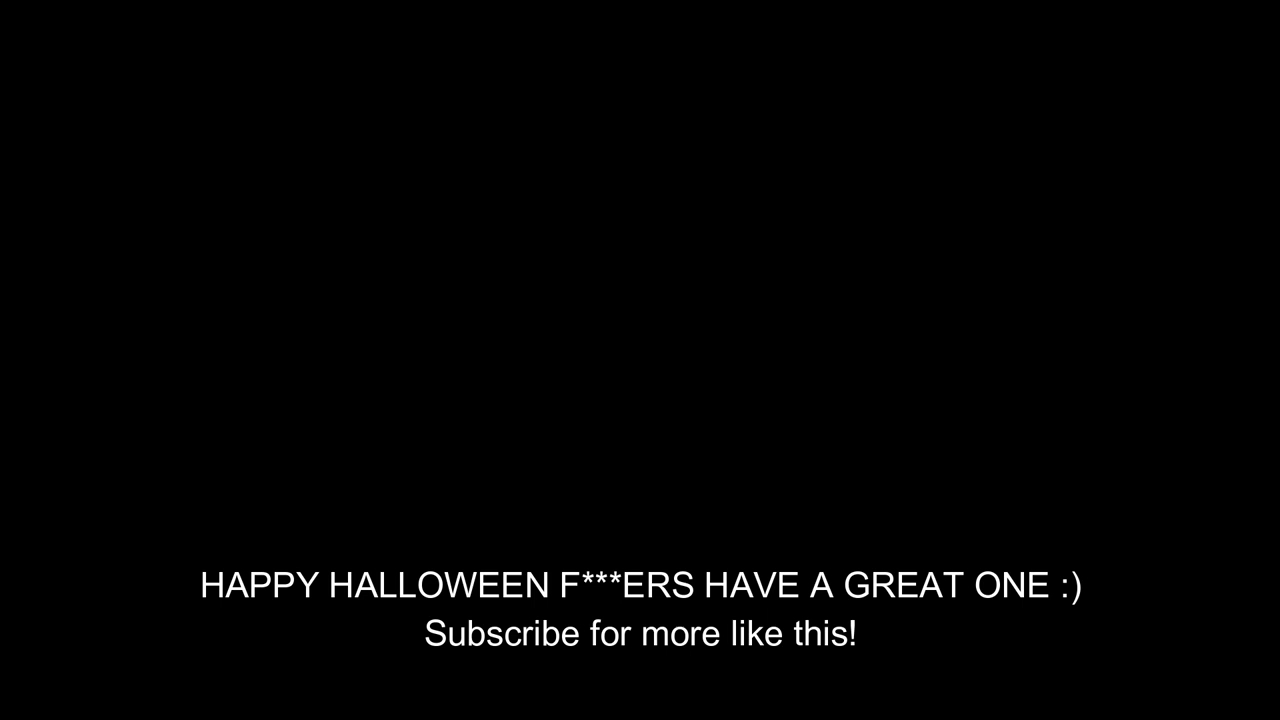 HAPPY HALLOWEEN F***ERS HAVE A GREAT ONE :)
Subscribe for more like this!